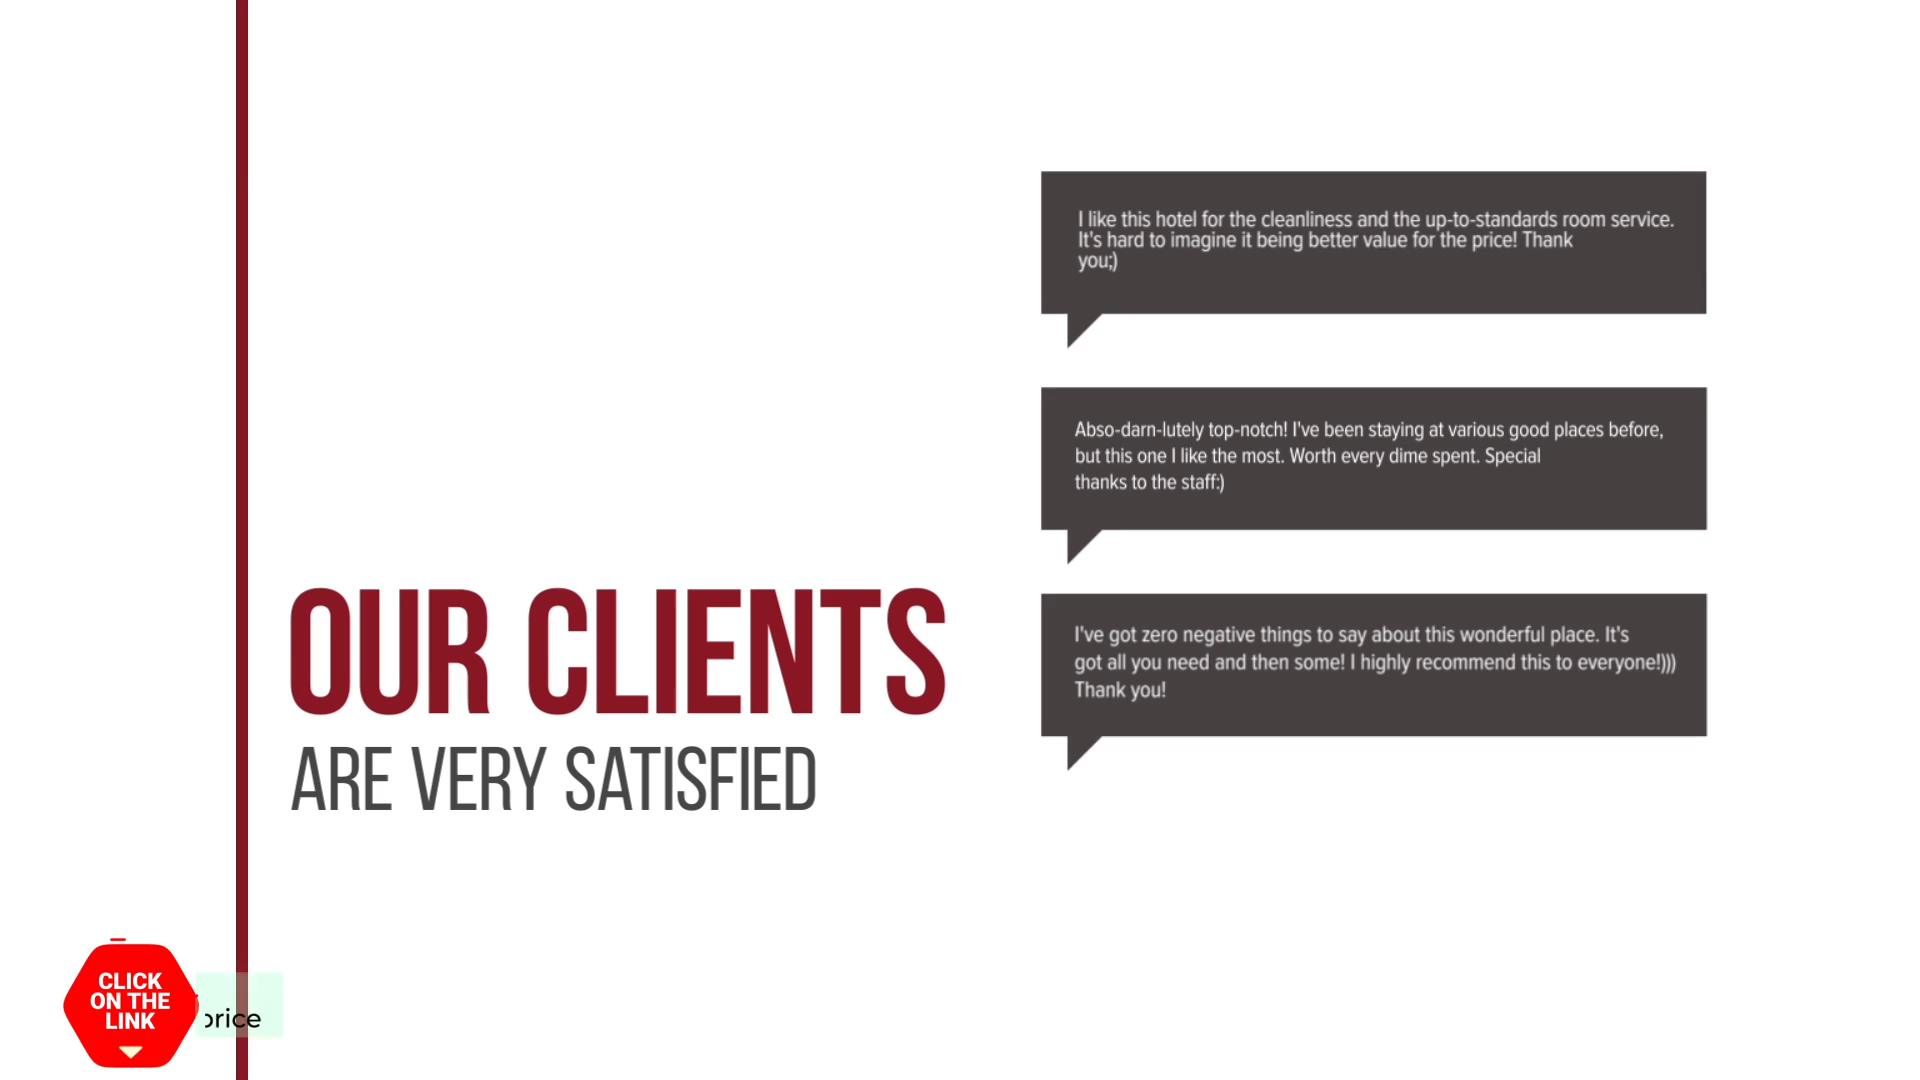 I like this hotel for the cleanliness and the up-to-standards room service.
It's hard to imagine it being better value for the price! Thank
you;)
Abso-darn-lutely top-notch! I've been staying at various good places before,
but this one I like the most. Worth every dime spent. Special
thanks to the staff:)
I've got zero negative things to say about this wonderful place. It's
got all you need and then some! I highly recommend this to everyone!)))
Thank you!
OUR CLIENTS
ARE VERY SATISFIED
CLICK
ON THE
LINK
price